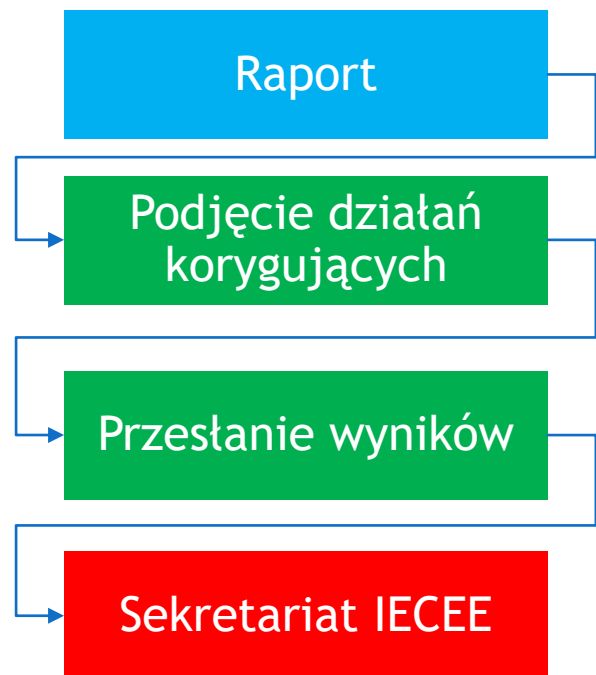 Raport
Podjęcie działań
korygujących
Przesłanie wyników
Sekretariat IECEE